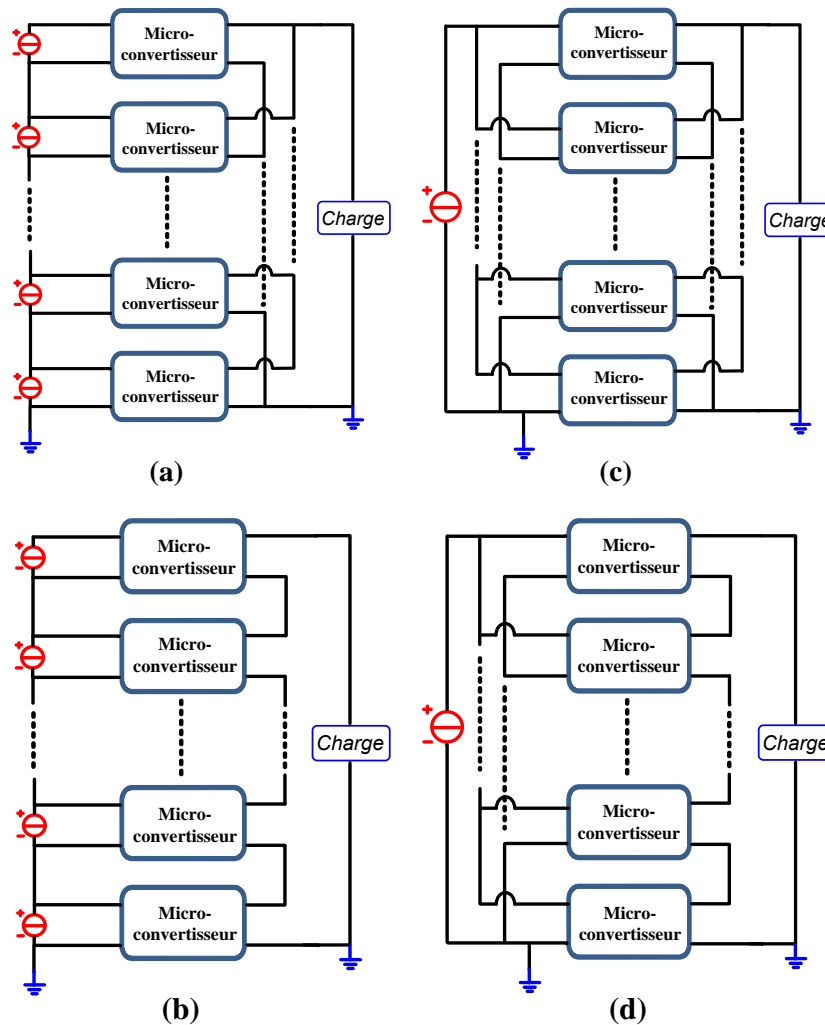 Micro-
convertisseur
Micro-
convertisseur
Micro-
convertisseur
Micro-
convertisseur
Charge
+
-
+
-
+
-
+
-
(a)
Micro-
convertisseur
Micro-
convertisseur
Micro-
convertisseur
Micro-
convertisseur
Charge
+
-
(c)
Micro-
convertisseur
Micro-
convertisseur
Micro-
convertisseur
Micro-
convertisseur
Charge
+
-
+
-
+
-
+
-
(b)
Micro-
convertisseur
Micro-
convertisseur
Micro-
convertisseur
Micro-
convertisseur
Charge
+
-
(d)